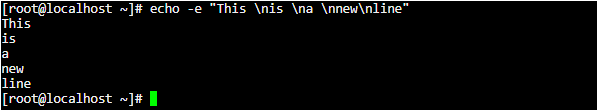 [root@localhost ~]# echo -e "This \nis \na \nnew\nline"
This
is
a
new
line
[root@localhost ~]#